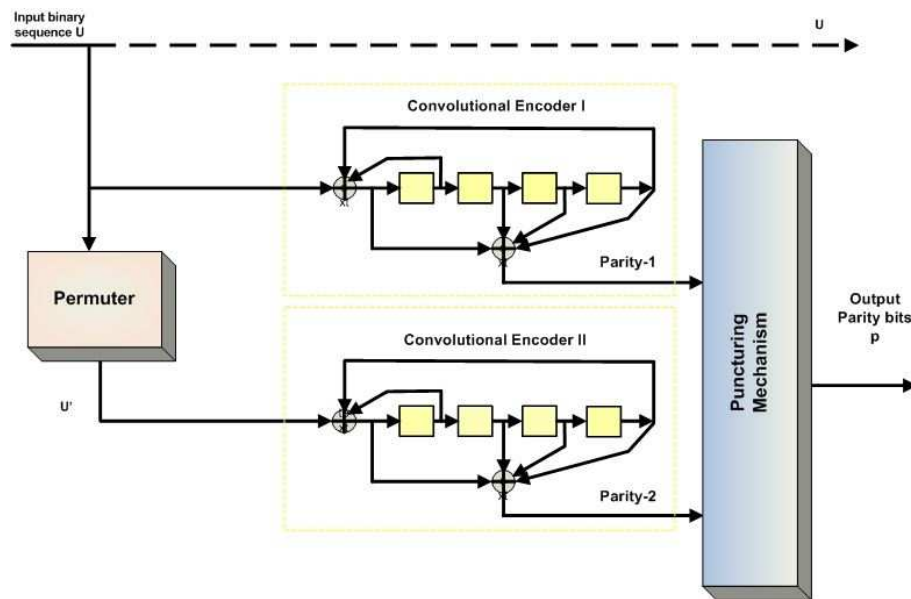 Input binary
sequence U
U
Convolutional Encoder I
Parity-1
Permuter
U'
Convolutional Encoder II
Parity-2
Puncturing
Mechanism
Output
Parity bits
p